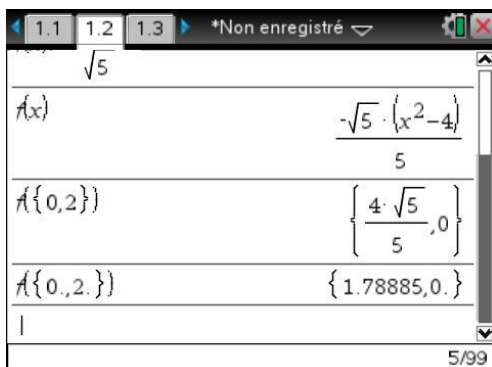 1.1 1.2 1.3 *Non enregistré
√5
f(x)
-√5·(x²-4)
5
f({0,2})
{4·√5/5,0}
f({0.,2.})
{1.78885,0.}
5/99